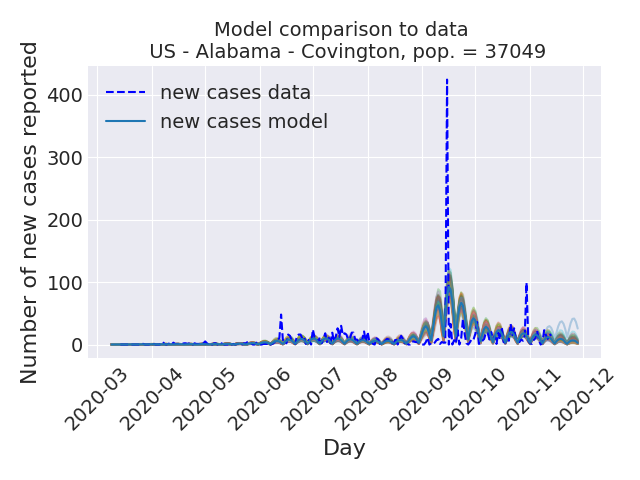 Model comparison to data
US - Alabama - Covington, pop. = 37049
Number of new cases reported
400
300
200
100
0
new cases data
new cases model
2020-03
2020-04
2020-05
2020-06
2020-07
2020-08
2020-09
2020-10
2020-11
2020-12
Day